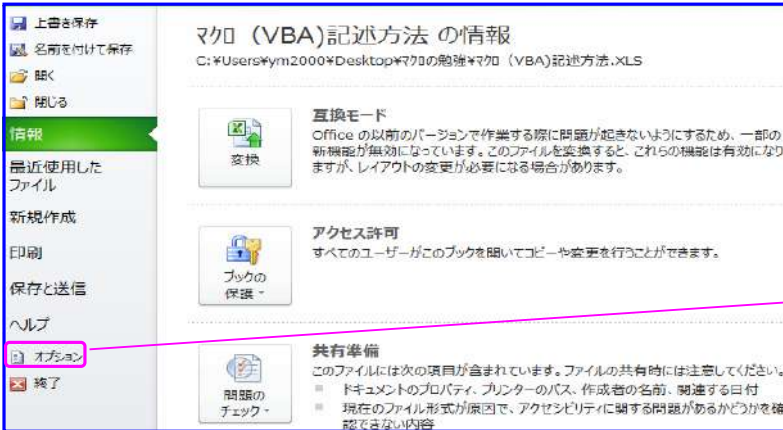 上書き保存
名前を付けて保存
開く
閉じる
情報
最近使用した
ファイル
新規作成
印刷
保存と送信
ヘルプ
オプション
終了
マクロ (VBA)記述方法 の情報
C:¥Users¥ym2000¥Desktop¥マクロの勉強¥マクロ (VBA)記述方法.XLS
変換
互換モード
Office の以前のバージョンで作業する際に問題が起きないようにするため、一部の
新機能が無効になっています。このファイルを変換すると、これらの機能は有効になり
ますが、レイアウトの変更が必要になる場合があります。
ブックの
保護
アクセス許可
すべてのユーザーがこのブックを開いてコピーや変更を行うことができます。
問題の
チェック
共有準備
このファイルには次の項目が含まれています。ファイルの共有時には注意してください。
ドキュメントのプロパティ、プリンターのパス、作成者の名前、関連する日付
現在のファイル形式が原因で、アクセシビリティに関する問題があるかどうかを確
認できない内容